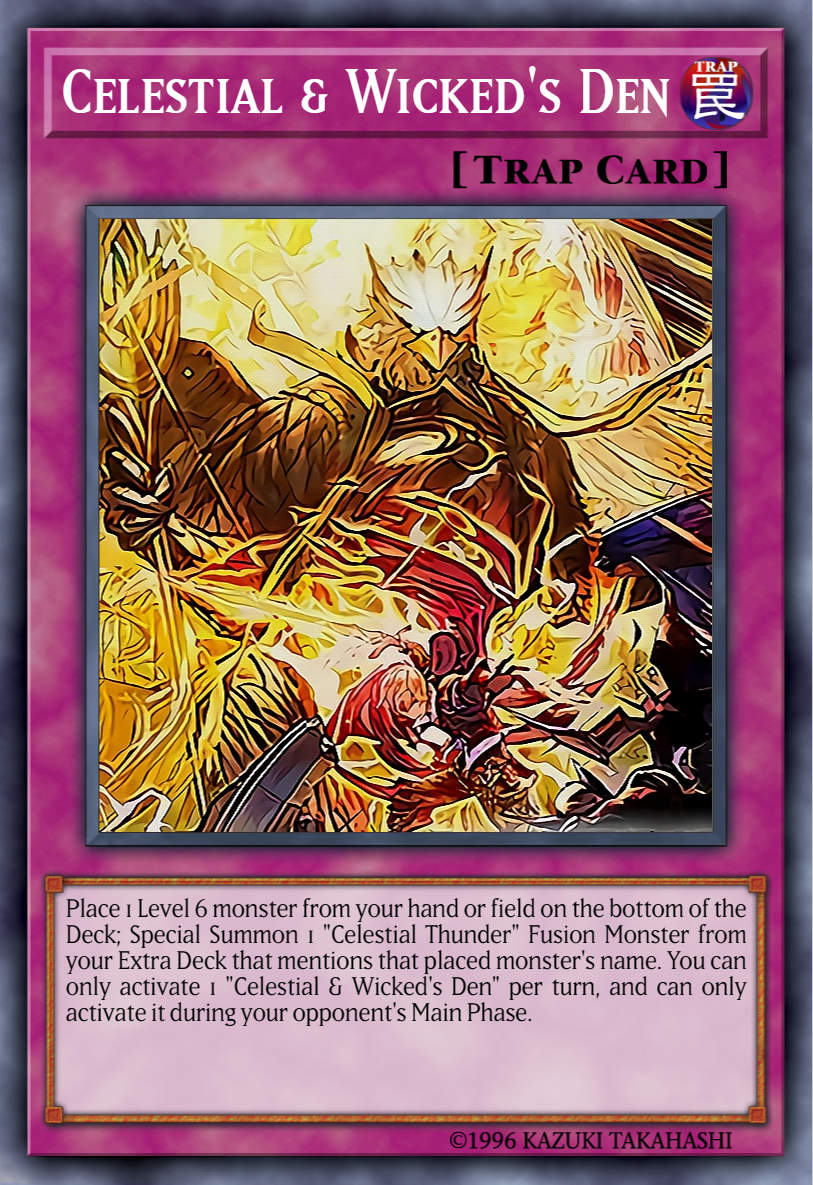 Celestial & Wicked's Den
TRAP
罠
[Trap Card]
Place 1 Level 6 monster from your hand or field on the bottom of the
Deck; Special Summon 1 "Celestial Thunder" Fusion Monster from
your Extra Deck that mentions that placed monster's name. You can
only activate 1 "Celestial & Wicked's Den" per turn, and can only
activate it during your opponent's Main Phase.
©1996 KAZUKI TAKAHASHI